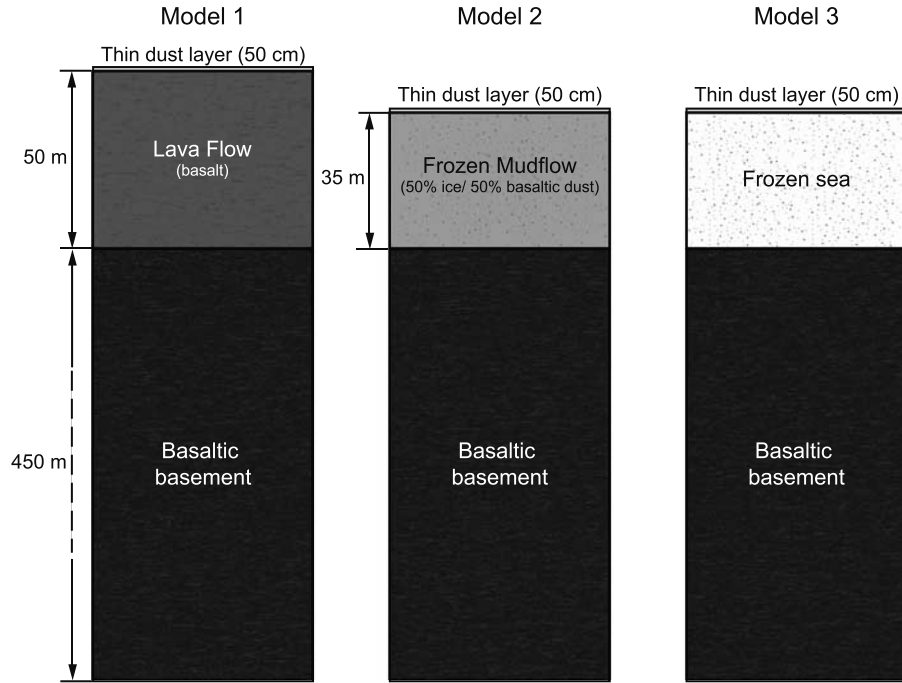 Model 1
Model 2
Model 3
Thin dust layer (50 cm)
Thin dust layer (50 cm)
Thin dust layer (50 cm)
50 m
Lava Flow
(basalt)
35 m
Frozen Mudflow
(50% ice/ 50% basaltic dust)
Frozen sea
450 m
Basaltic
basement
Basaltic
basement
Basaltic
basement